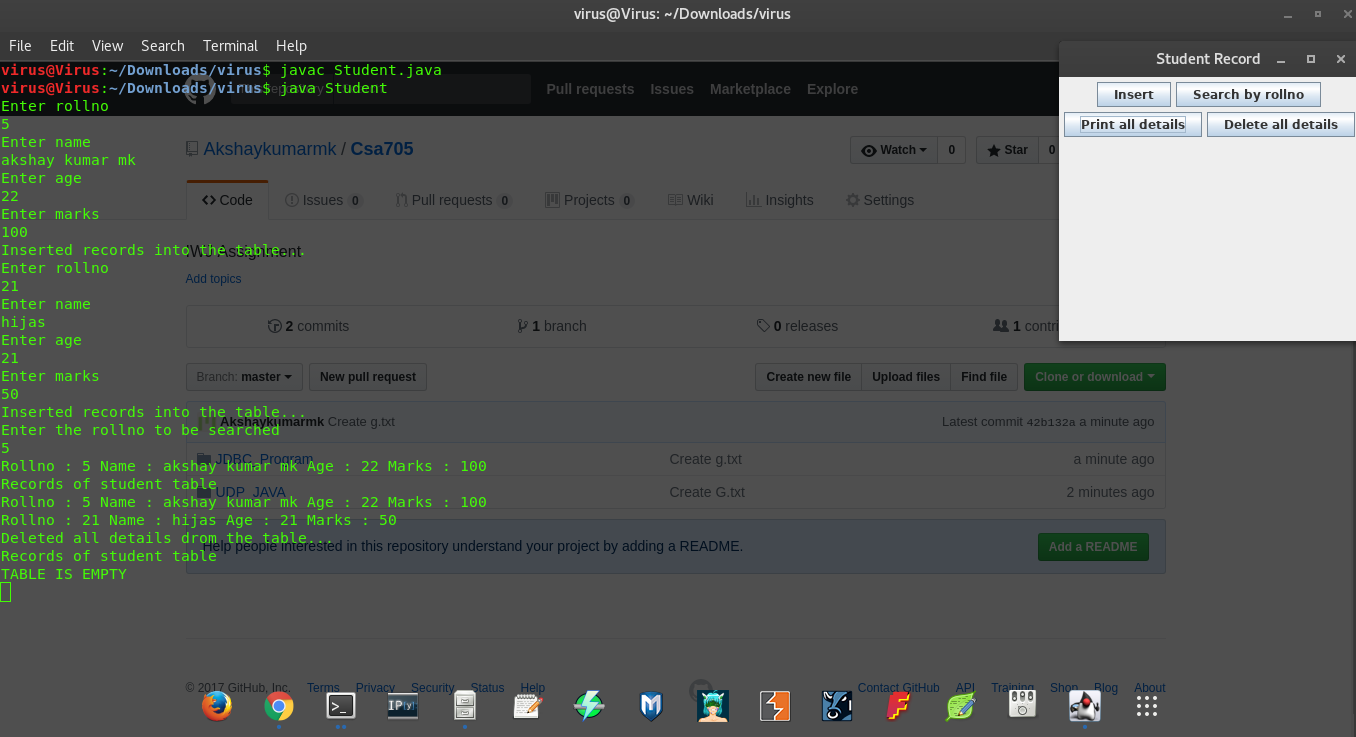 virus@Virus: ~/Downloads/virus
File Edit View Search Terminal Help
virus@Virus:~/Downloads/virus$ javac Student.java
virus@Virus:~/Downloads/virus$ java Student
Enter rollno
5
Enter name
akshay kumar mk
Enter age
22
Enter marks
100
Inserted records into the table...
Enter rollno
21
Enter name
hijas
Enter age
21
Enter marks
50
Inserted records into the table...
Enter the rollno to be searched
5
Rollno : 5 Name : akshay kumar mk Age : 22 Marks : 100
Records of student table
Rollno : 5 Name : akshay kumar mk Age : 22 Marks : 100
Rollno : 21 Name : hijas Age : 21 Marks : 50
Deleted all details drom the table...
Records of student table
TABLE IS EMPTY
Student Record
Insert Search by rollno
Print all details Delete all details
Pull requests Issues Marketplace Explore
Akshaykumarmk / Csa705
Watch 0 Star 0
Code Issues 0 Pull requests 0 Projects 0 Wiki Insights Settings
Assignment
Add topics
2 commits 1 branch 0 releases 1 contri
Branch: master New pull request Create new file Upload files Find file Clone or download
Akshaykumarmk Create g.txt Latest commit 42b132a a minute ago
JDBC_Program Create g.txt a minute ago
UDP_JAVA Create G.txt 2 minutes ago
Help people interested in this repository understand your project by adding a README.
Add a README
© 2017 GitHub, Inc. Terms Privacy Security Status Help Contact GitHub API Training Shop Blog About
>_
IP[y]